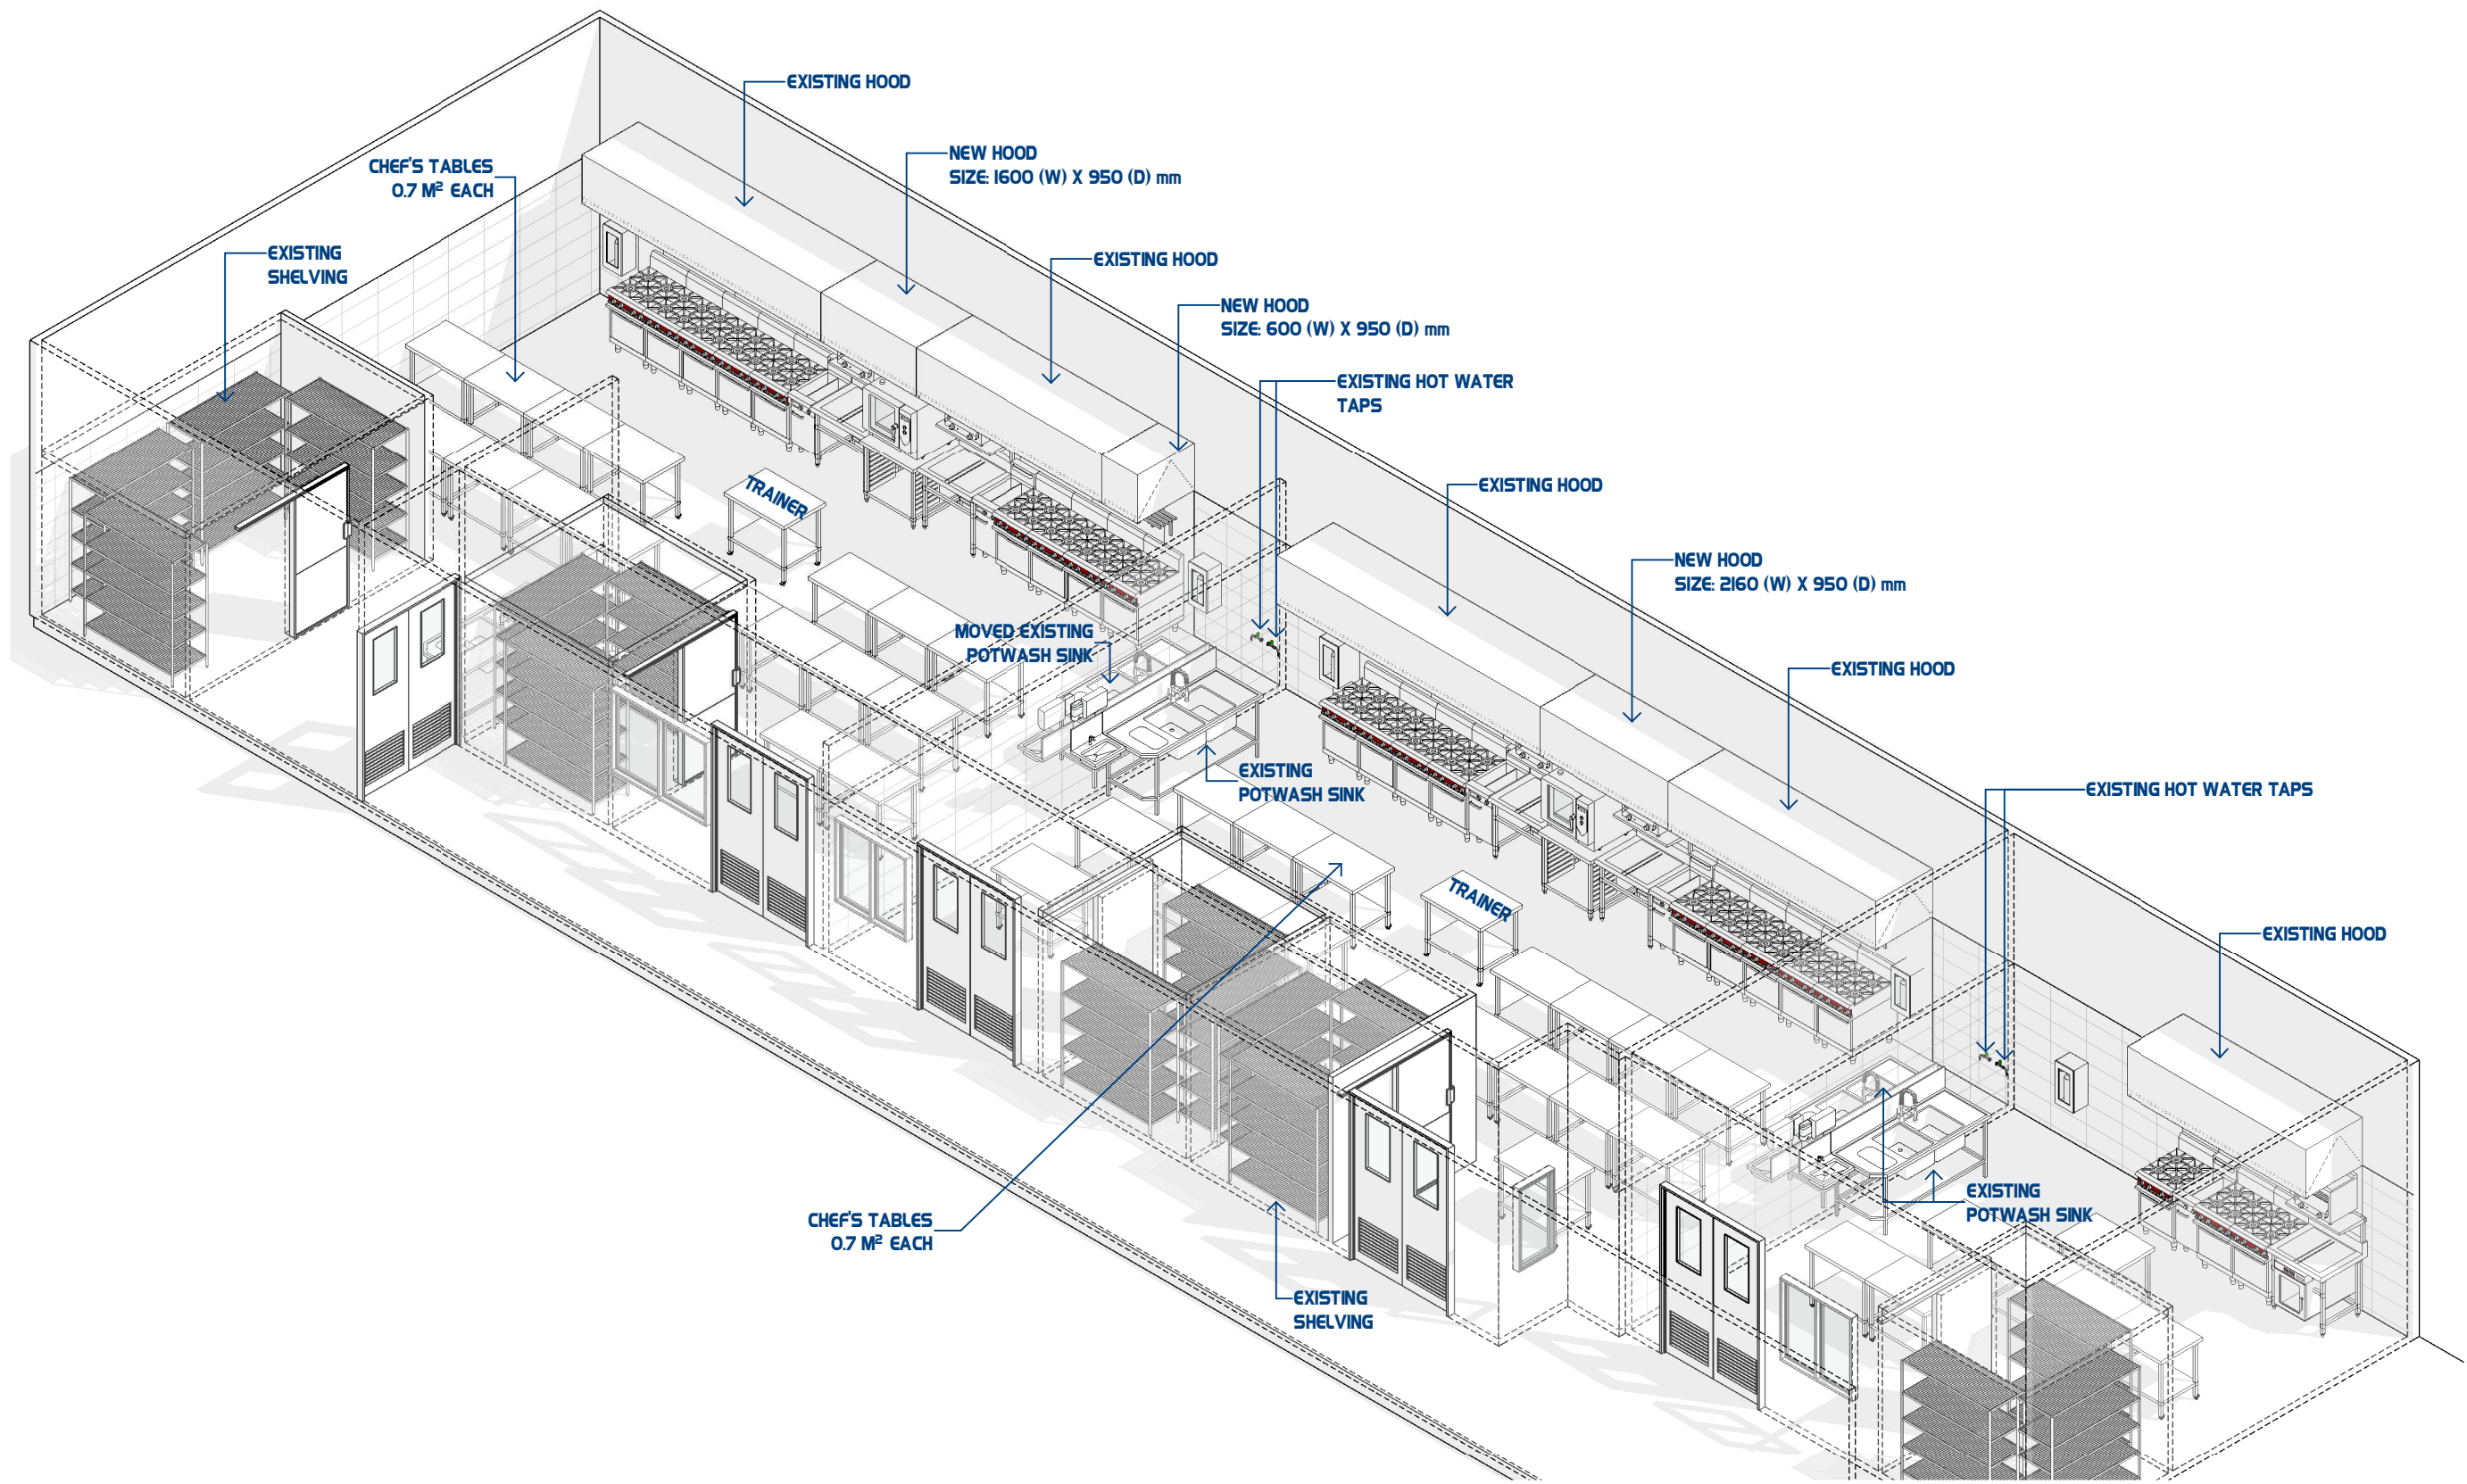 EXISTING HOOD
NEW HOOD
SIZE: 1600 (W) X 950 (D) mm
CHEF'S TABLES
0.7 M² EACH
EXISTING
SHELVING
EXISTING HOOD
NEW HOOD
SIZE: 600 (W) X 950 (D) mm
EXISTING HOT WATER
TAPS
TRAINER
EXISTING HOOD
NEW HOOD
SIZE: 2160 (W) X 950 (D) mm
MOVED EXISTING
POTWASH SINK
EXISTING HOOD
EXISTING
POTWASH SINK
EXISTING HOT WATER TAPS
TRAINER
EXISTING HOOD
EXISTING
POTWASH SINK
CHEF'S TABLES
0.7 M² EACH
EXISTING
SHELVING